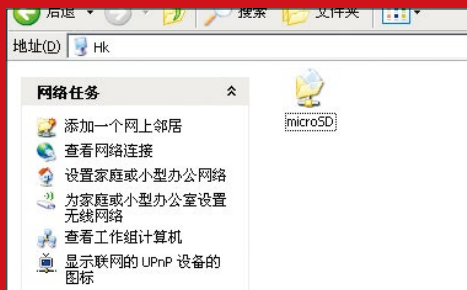 后退
搜索
文件夹
地址(D) Hk
网络任务
添加一个网上邻居
查看网络连接
设置家庭或小型办公网络
为家庭或小型办公室设置
无线网络
查看工作组计算机
显示联网的 UPnP 设备的
图标
microSD